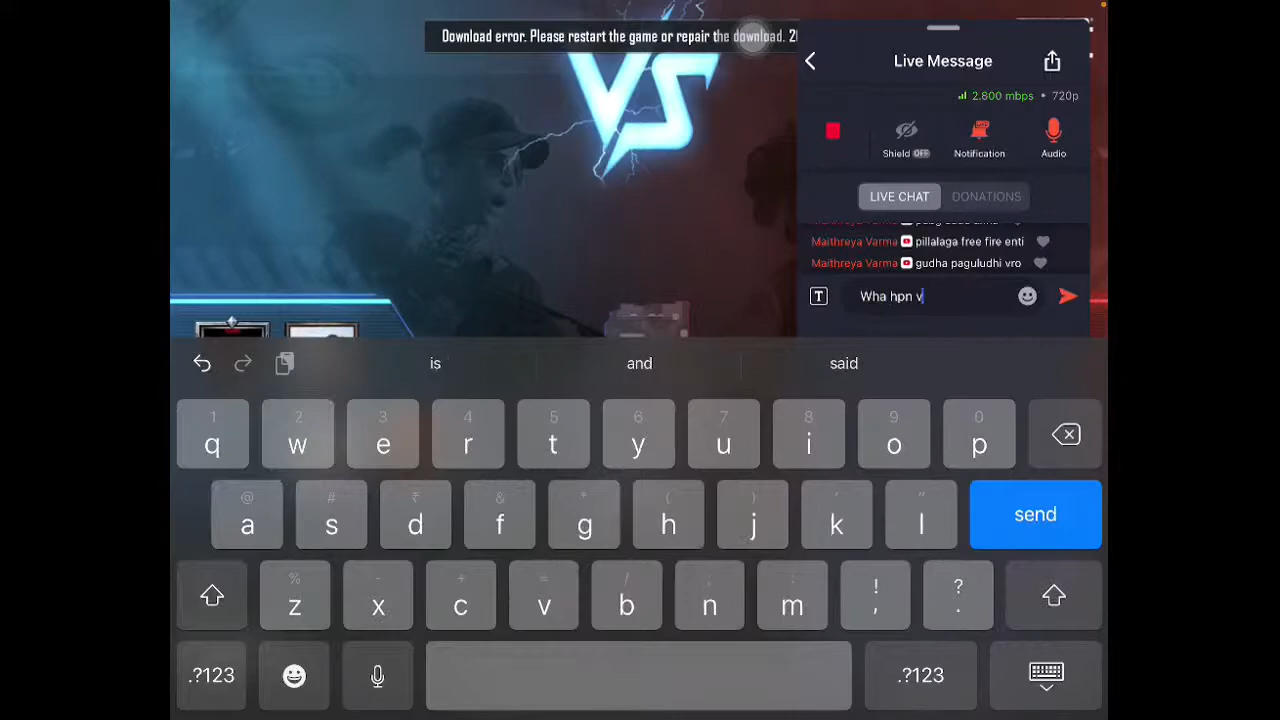 Download error. Please restart the game or repair the download.
VS
Live Message
2.800 mbps • 720p
Shield OFF
Notification
Audio
LIVE CHAT
DONATIONS
Maithreya Varma pillalaga free fire enti
Maithreya Varma gudha paguludhi vro
T
Wha hpn v
is
and
said
1 2 3 4 5 6 7 8 9 0
q w e r t y u i o p
@ # ₹ & * ( ) ' "
a s d f g h j k l send
% - + = / ; : ! ?
z x c v b n m , .
.?123
.?123